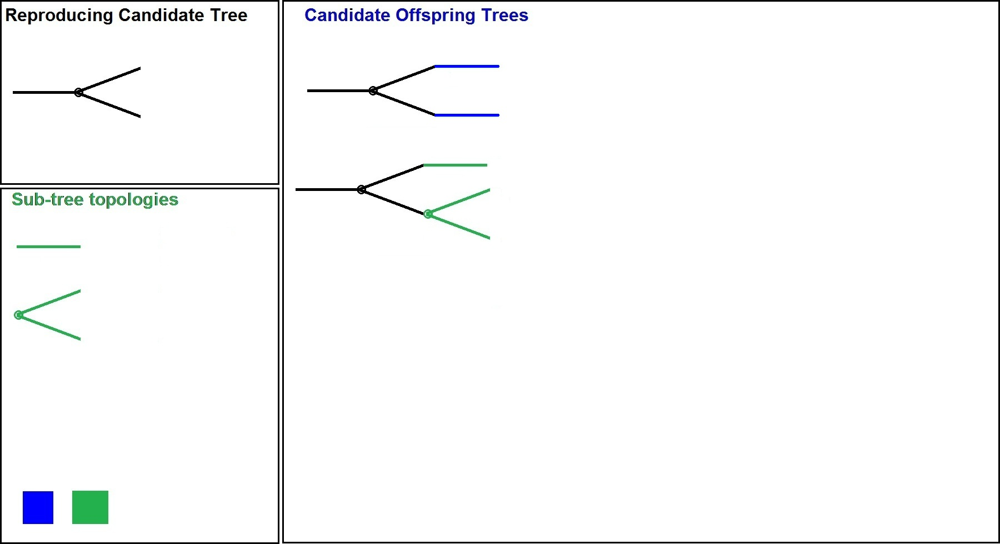 Reproducing Candidate Tree
Candidate Offspring Trees
Sub-tree topologies